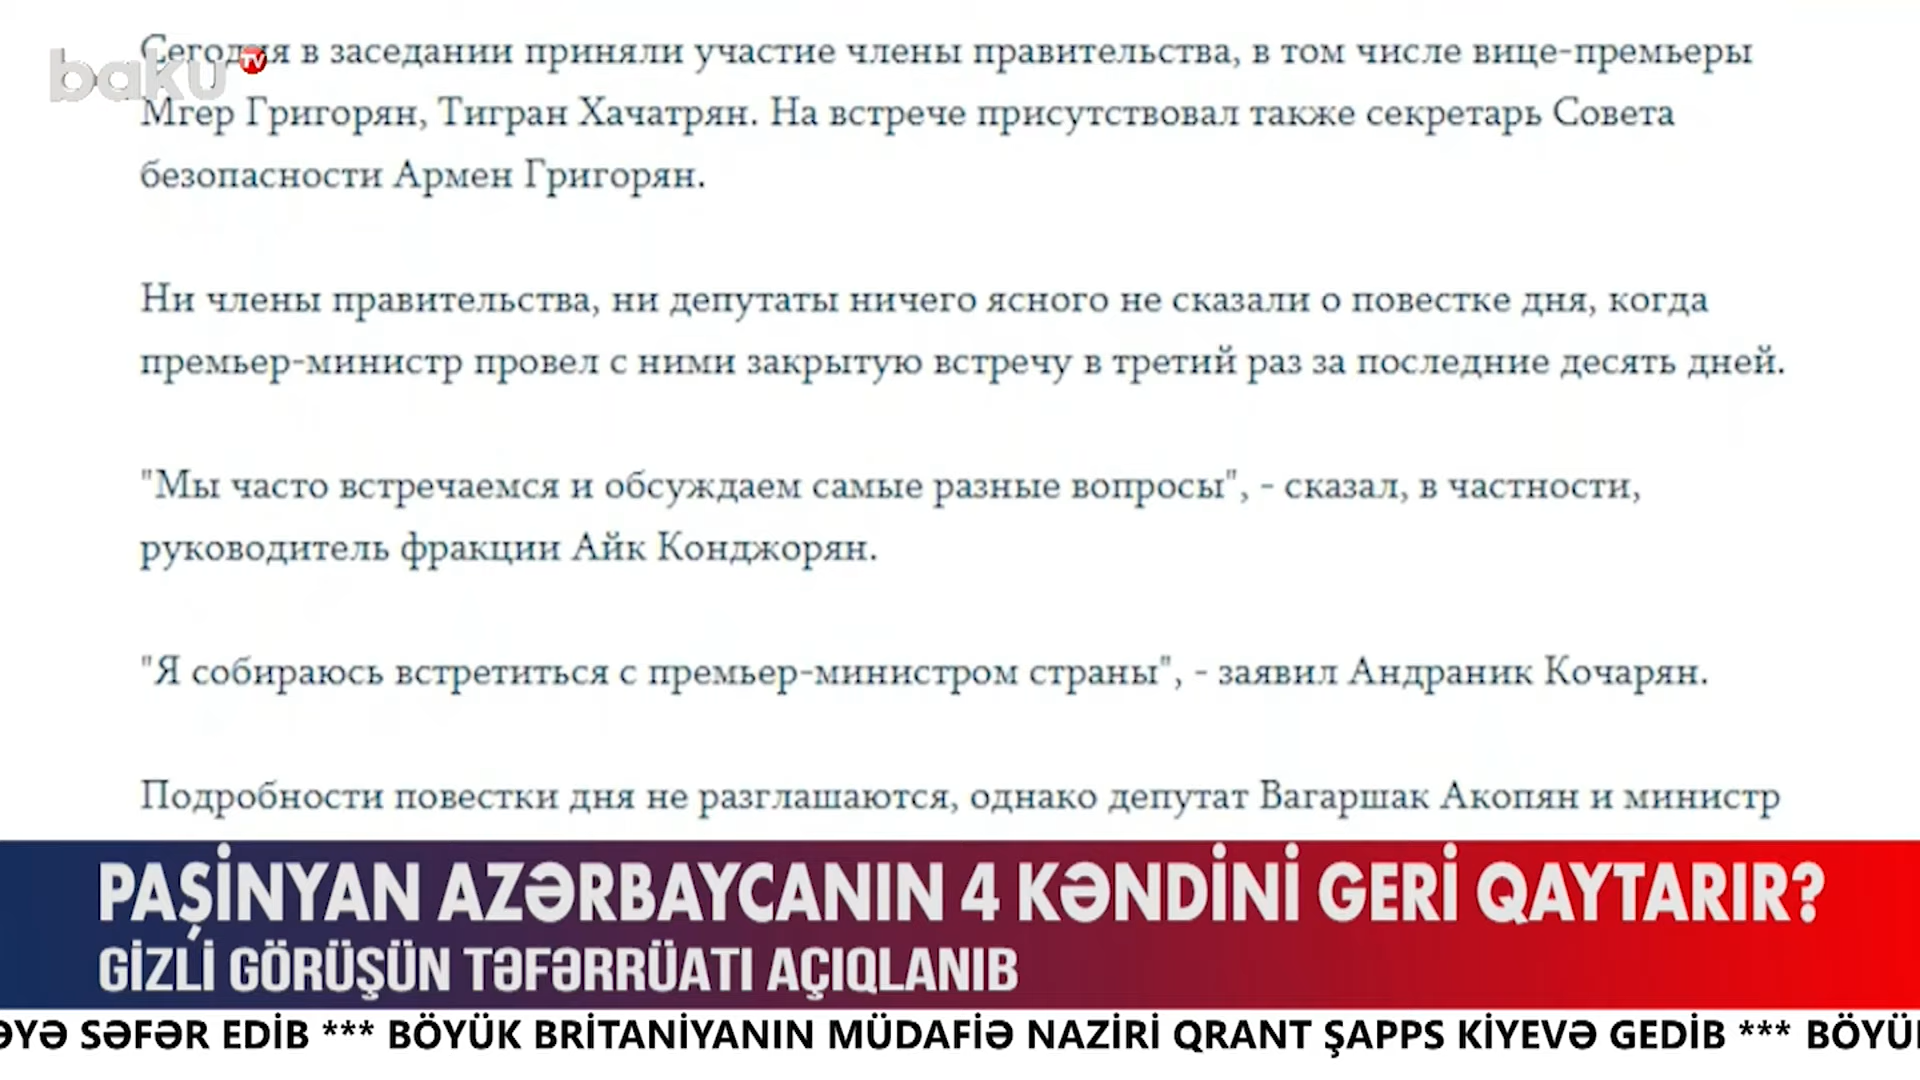 baku TV
Сегодня в заседании приняли участие члены правительства, в том числе вице-премьеры
Мгер Григорян, Тигран Хачатрян. На встрече присутствовал также секретарь Совета
безопасности Армен Григорян.
Ни члены правительства, ни депутаты ничего ясного не сказали о повестке дня, когда
премьер-министр провел с ними закрытую встречу в третий раз за последние десять дней.
"Мы часто встречаемся и обсуждаем самые разные вопросы", - сказал, в частности,
руководитель фракции Айк Конджорян.
"Я собираюсь встретиться с премьер-министром страны", - заявил Андраник Кочарян.
Подробности повестки дня не разглашаются, однако депутат Вагаршак Акопян и министр
PAŞİNYAN AZƏRBAYCANIN 4 KƏNDİNİ GERİ QAYTARIR?
GİZLİ GÖRÜŞÜN TƏFƏRRÜATI AÇIQLANIB
ƏYƏ SƏFƏR EDİB *** BÖYÜK BRİTANİYANIN MÜDAFİƏ NAZİRİ QRANT ŞAPPS KİYEVƏ GEDİB *** BÖYÜ